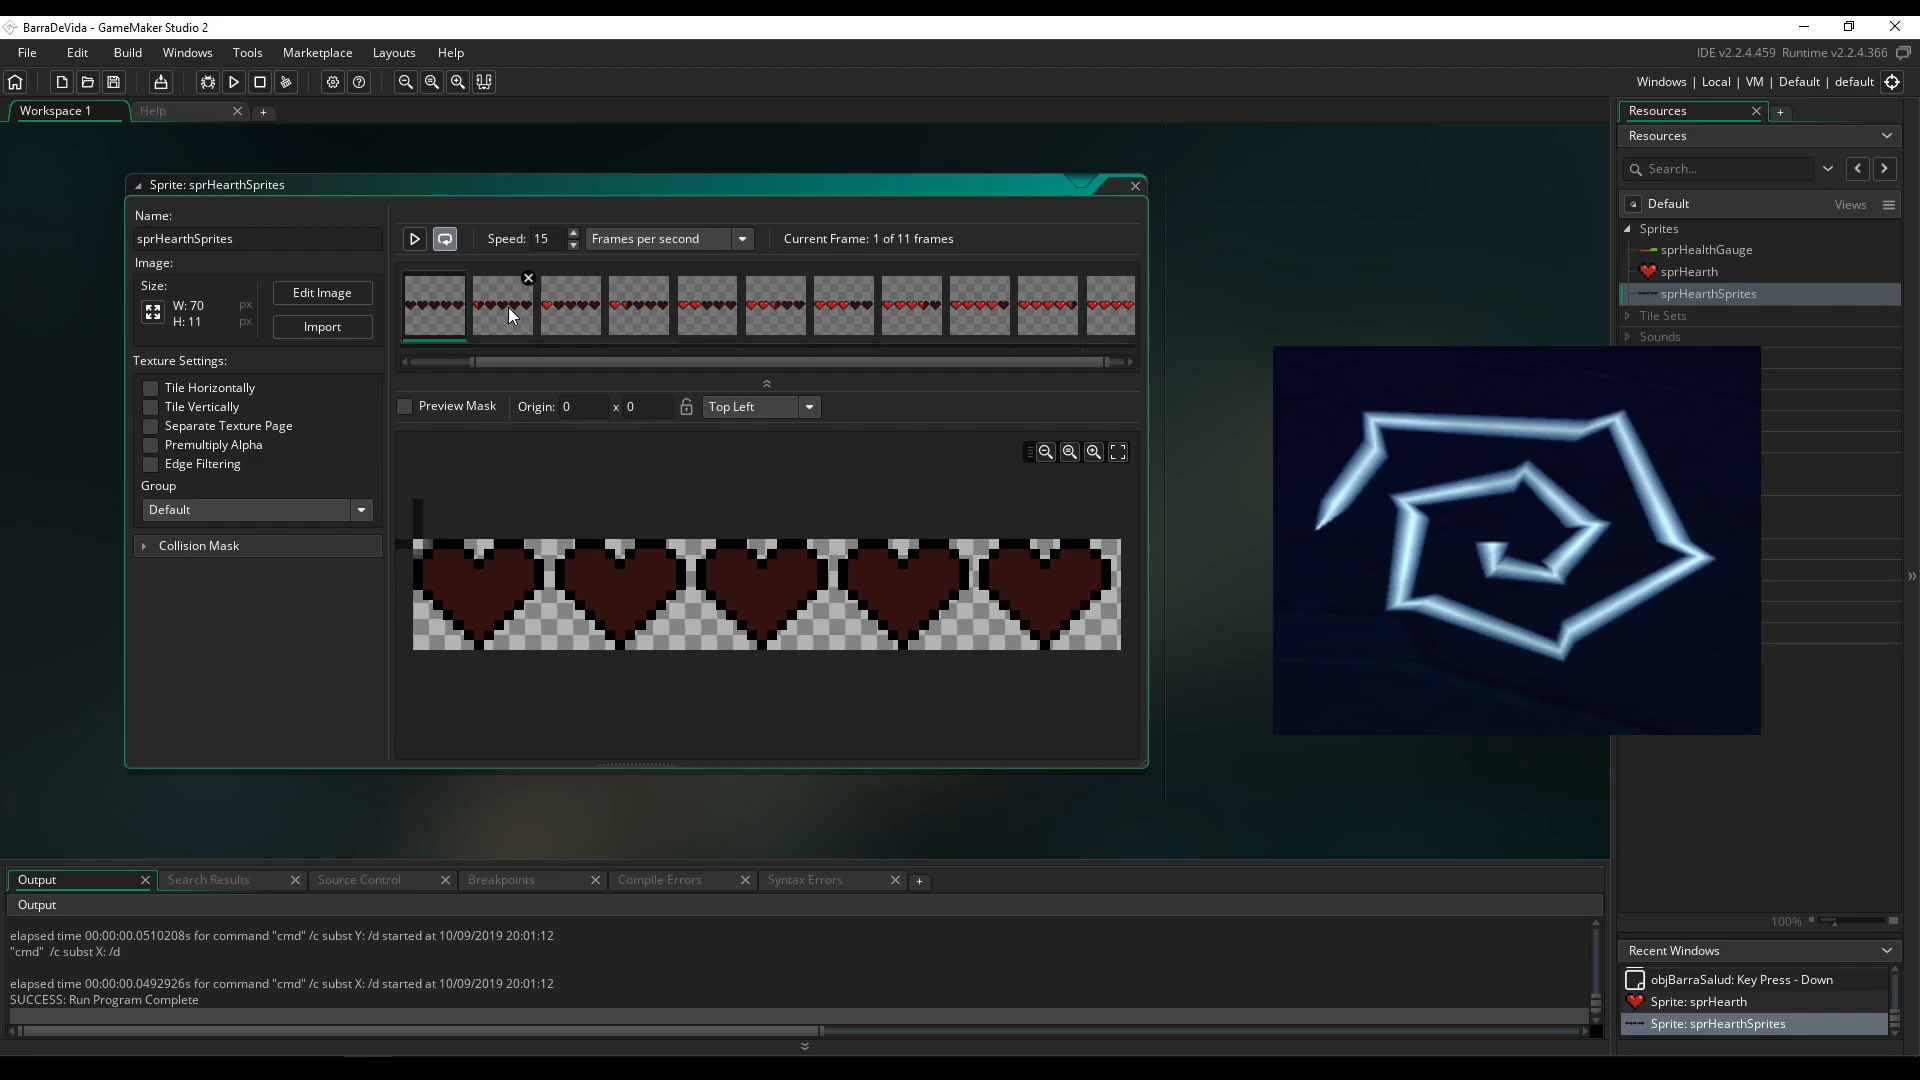 BarraDeVida - GameMaker Studio 2
File Edit Build Windows Tools Marketplace Layouts Help
IDE v2.2.4.459 Runtime v2.2.4.366
Windows | Local | VM | Default | default
Workspace 1
Help
Resources
Resources
Search...
Default
Views
Sprites
sprHealthGauge
sprHearth
sprHearthSprites
Tile Sets
Sounds
Sprite: sprHearthSprites
Name:
sprHearthSprites
Image:
Size:
W: 70 px
H: 11 px
Edit Image
Import
Texture Settings:
Tile Horizontally
Tile Vertically
Separate Texture Page
Premultiply Alpha
Edge Filtering
Group
Default
Collision Mask
Speed: 15 Frames per second
Current Frame: 1 of 11 frames
Preview Mask
Origin: 0 x 0
Top Left
Output
Search Results
Source Control
Breakpoints
Compile Errors
Syntax Errors
Output
elapsed time 00:00:00.0510208s for command "cmd" /c subst Y: /d started at 10/09/2019 20:01:12
"cmd"  /c subst X: /d
elapsed time 00:00:00.0492926s for command "cmd" /c subst X: /d started at 10/09/2019 20:01:12
SUCCESS: Run Program Complete
100%
Recent Windows
objBarraSalud: Key Press - Down
Sprite: sprHearth
Sprite: sprHearthSprites